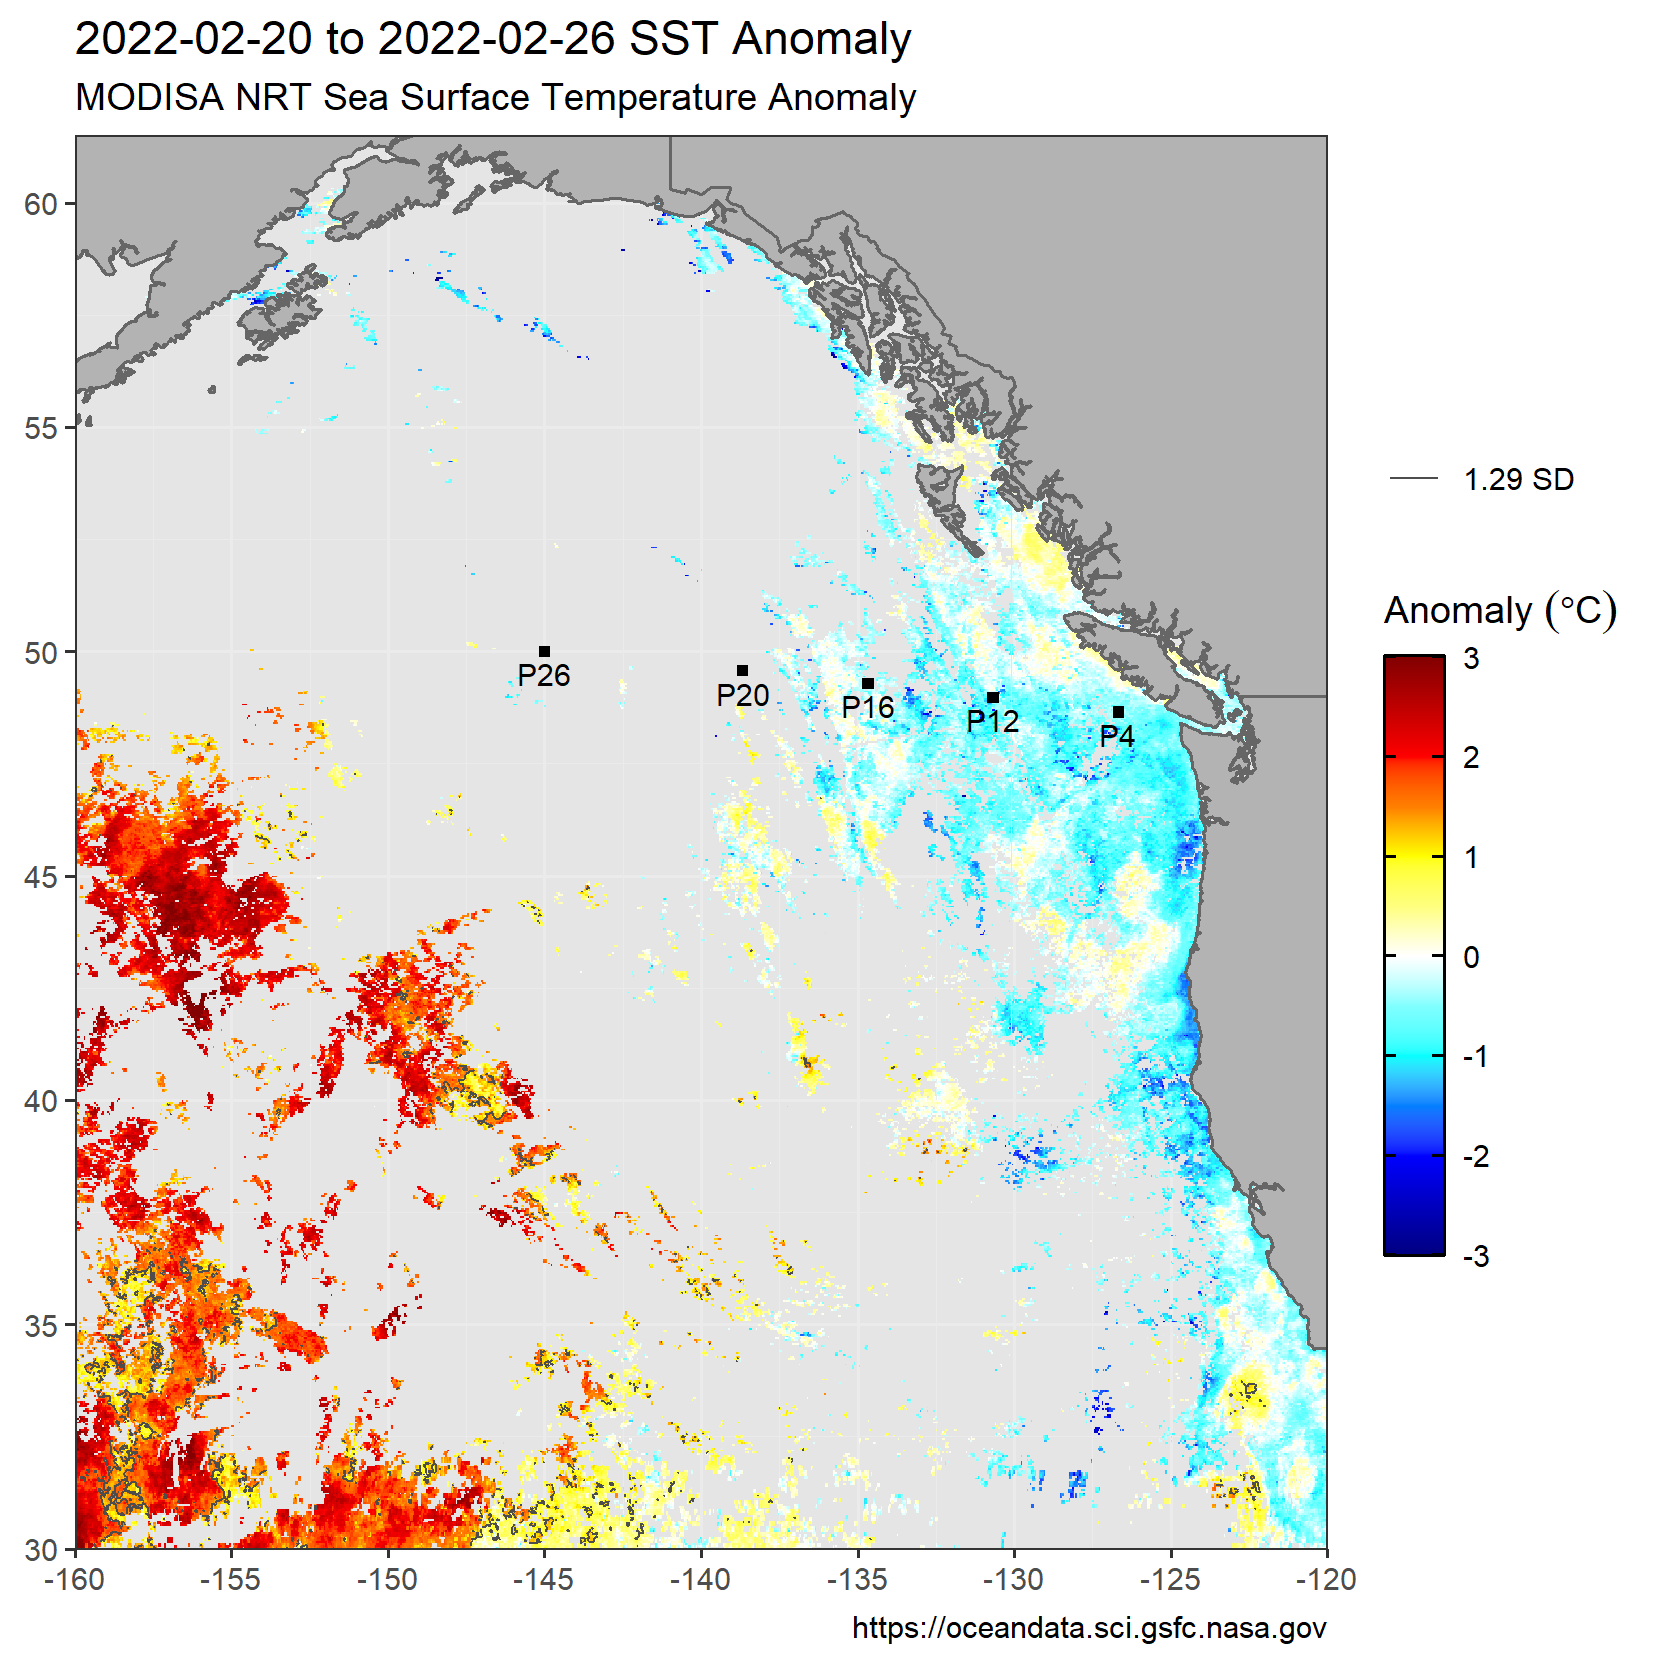 2022-02-20 to 2022-02-26 SST Anomaly
MODISA NRT Sea Surface Temperature Anomaly
60
55
50
45
40
35
30
-160
-155
-150
-145
-140
-135
-130
-125
-120
P26
P20
P16
P12
P4
1.29 SD
Anomaly (°C)
3
2
1
0
-1
-2
-3
https://oceandata.sci.gsfc.nasa.gov